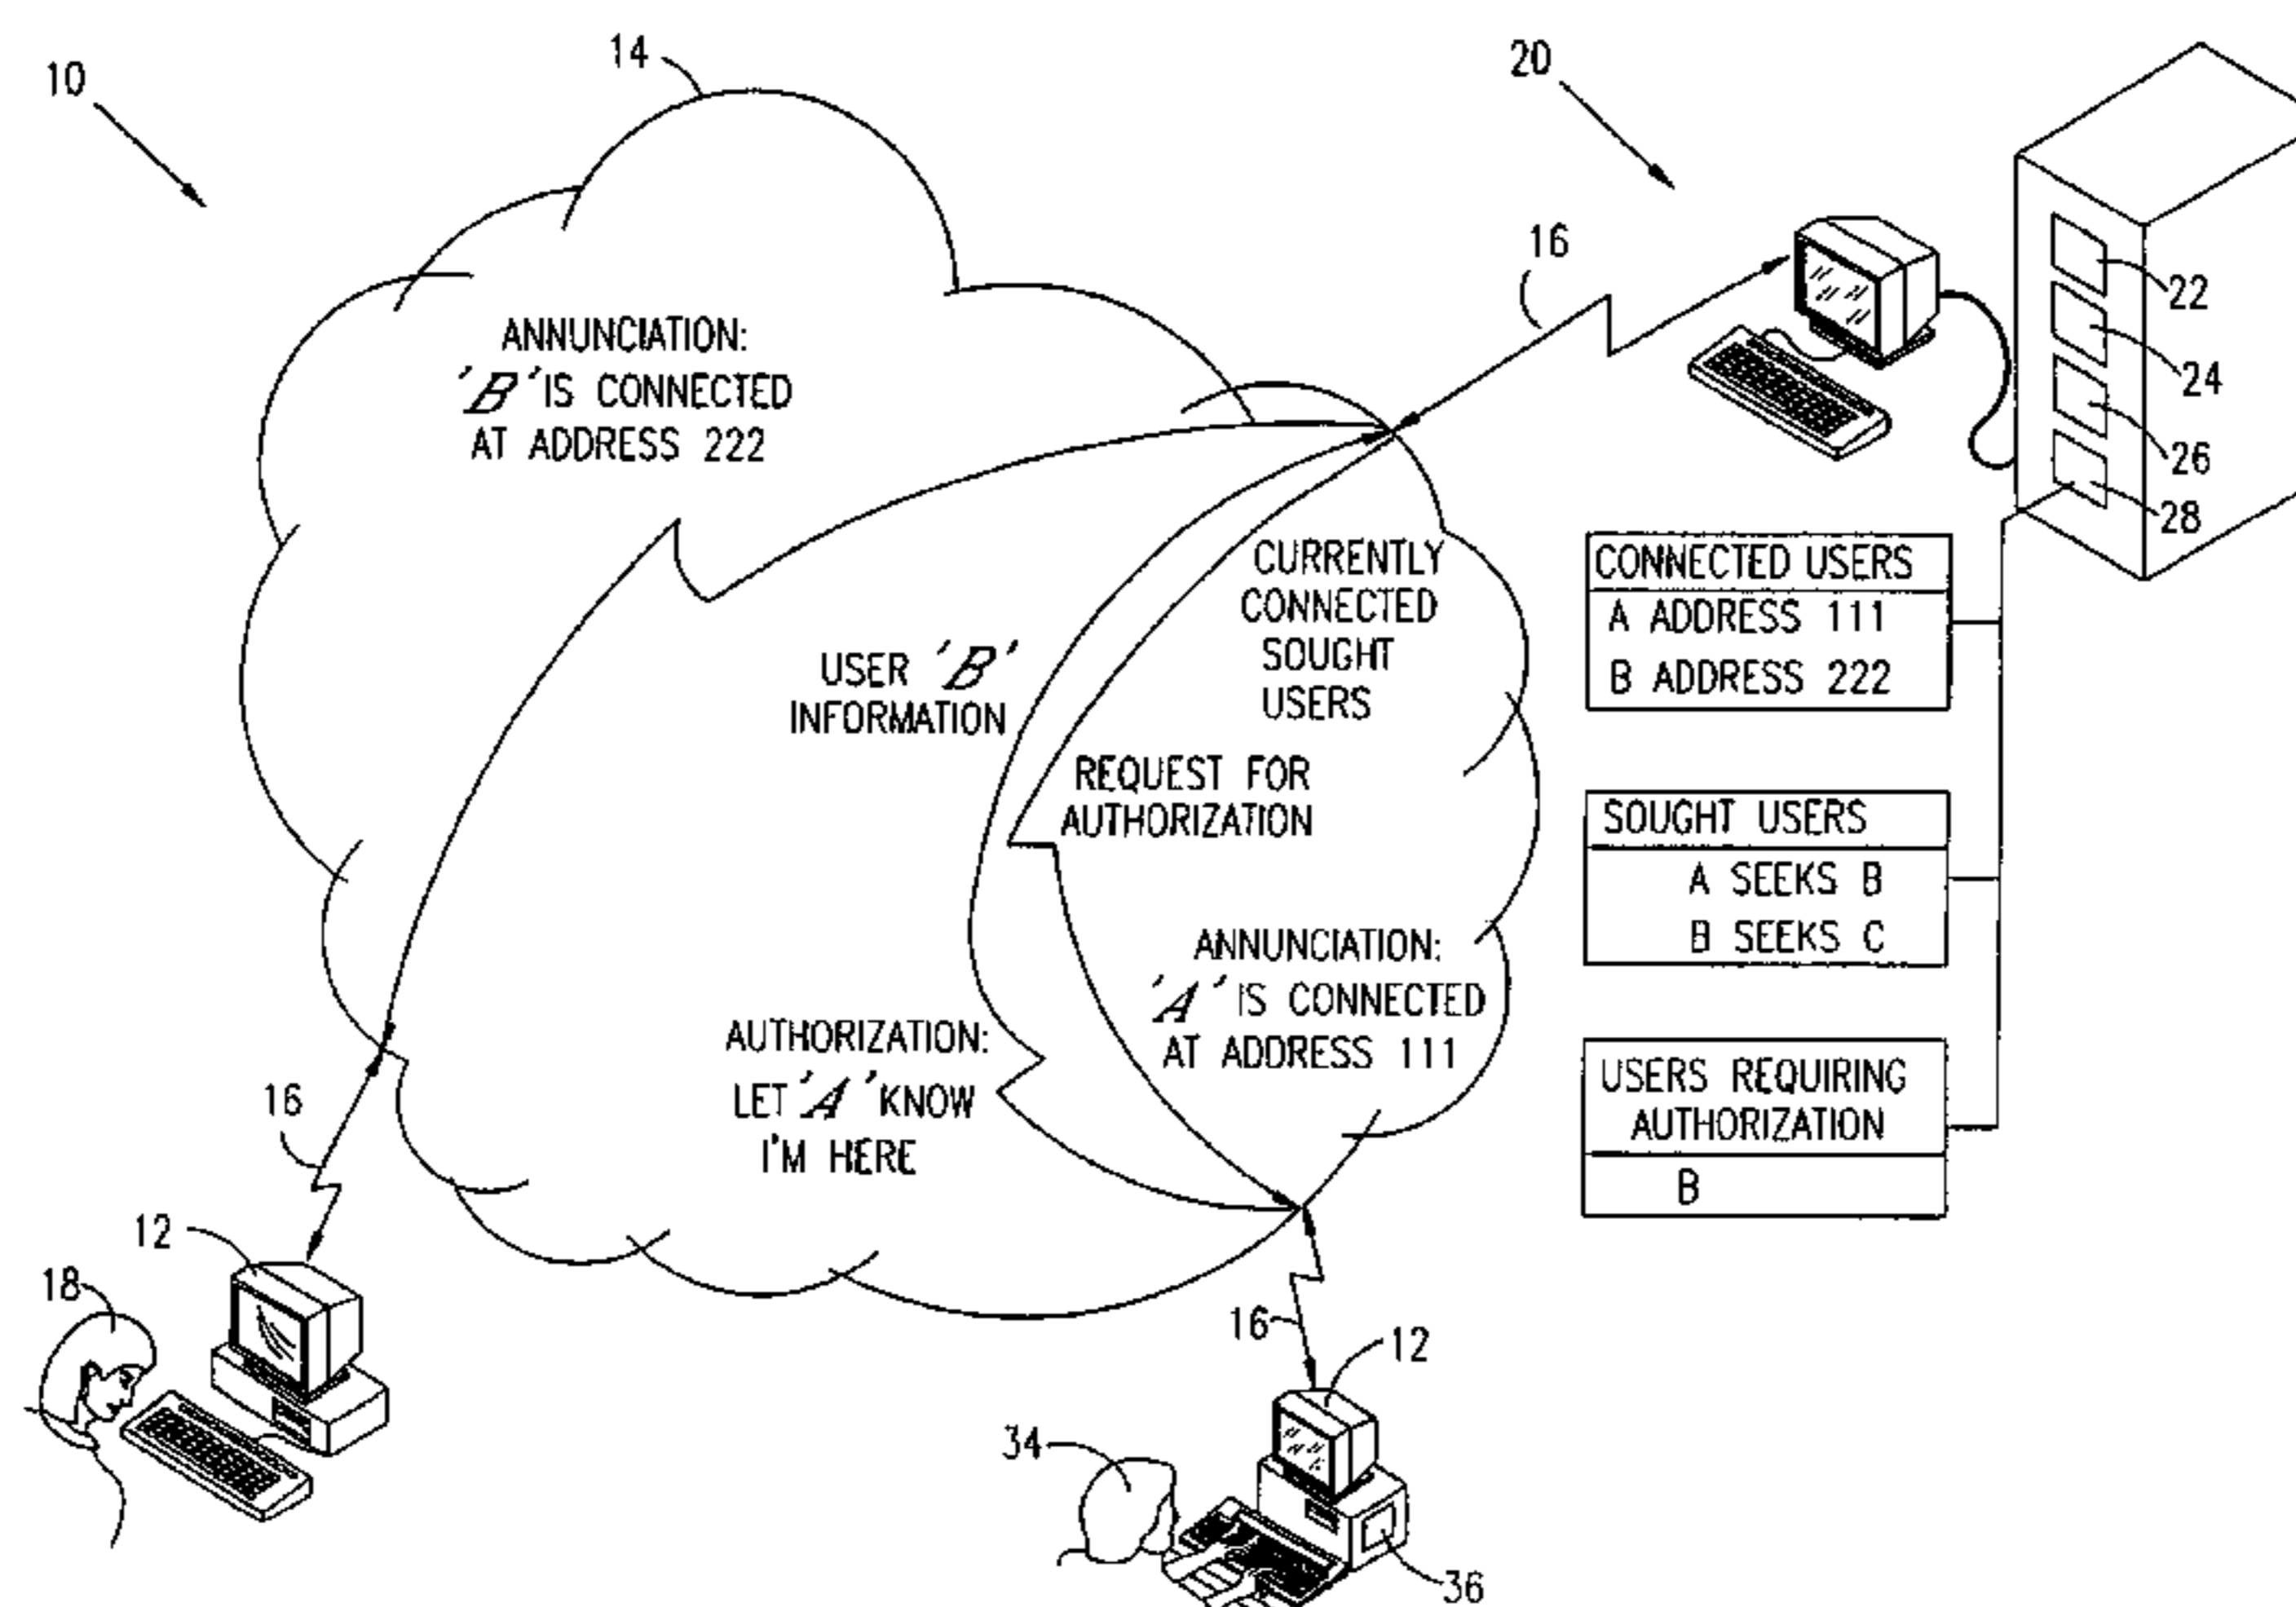 10
14
20
16
22
24
26
28
ANNUNCIATION:
'B' IS CONNECTED
AT ADDRESS 222
USER 'B'
INFORMATION
CURRENTLY
CONNECTED
SOUGHT
USERS
REQUEST FOR
AUTHORIZATION
ANNUNCIATION:
'A' IS CONNECTED
AT ADDRESS 111
AUTHORIZATION:
LET 'A' KNOW
I'M HERE
CONNECTED USERS
A ADDRESS 111
B ADDRESS 222
SOUGHT USERS
A SEEKS B
B SEEKS C
USERS REQUIRING
AUTHORIZATION
B
16
12
18
16
12
34
36